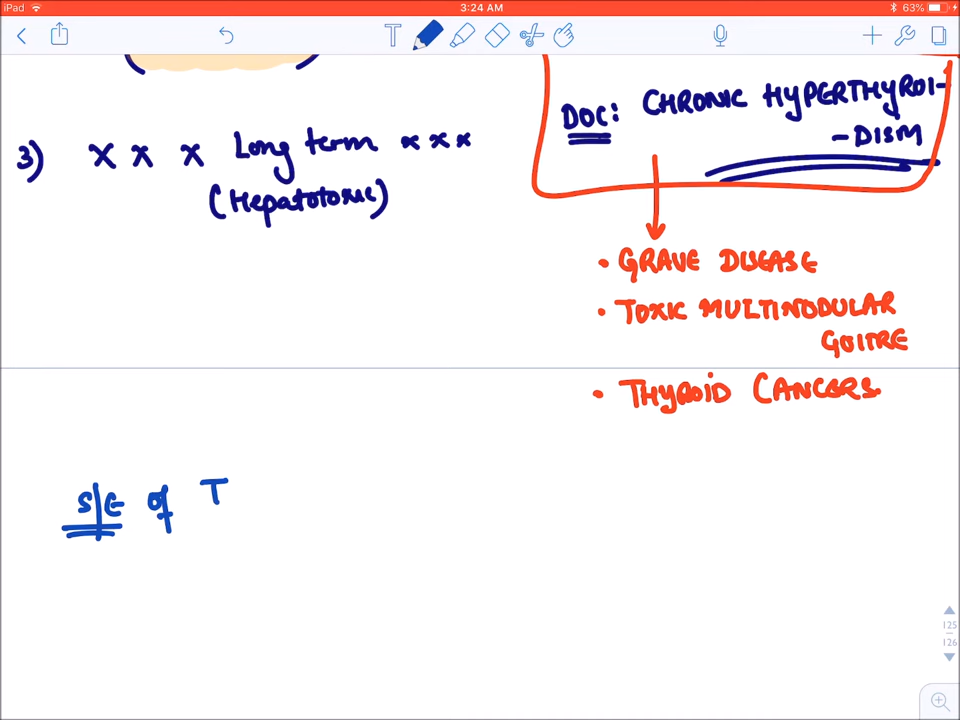 iPad 3:24 AM 63%
T
DOC: CHRONIC HYPERTHYROI-
-DISM
3) x x x Long term x x x
(Hepatotoxic)
• GRAVE DISEASE
• TOXIC MULTINODULAR
GOITRE
• THYROID CANCERS
S/E of T
125
126